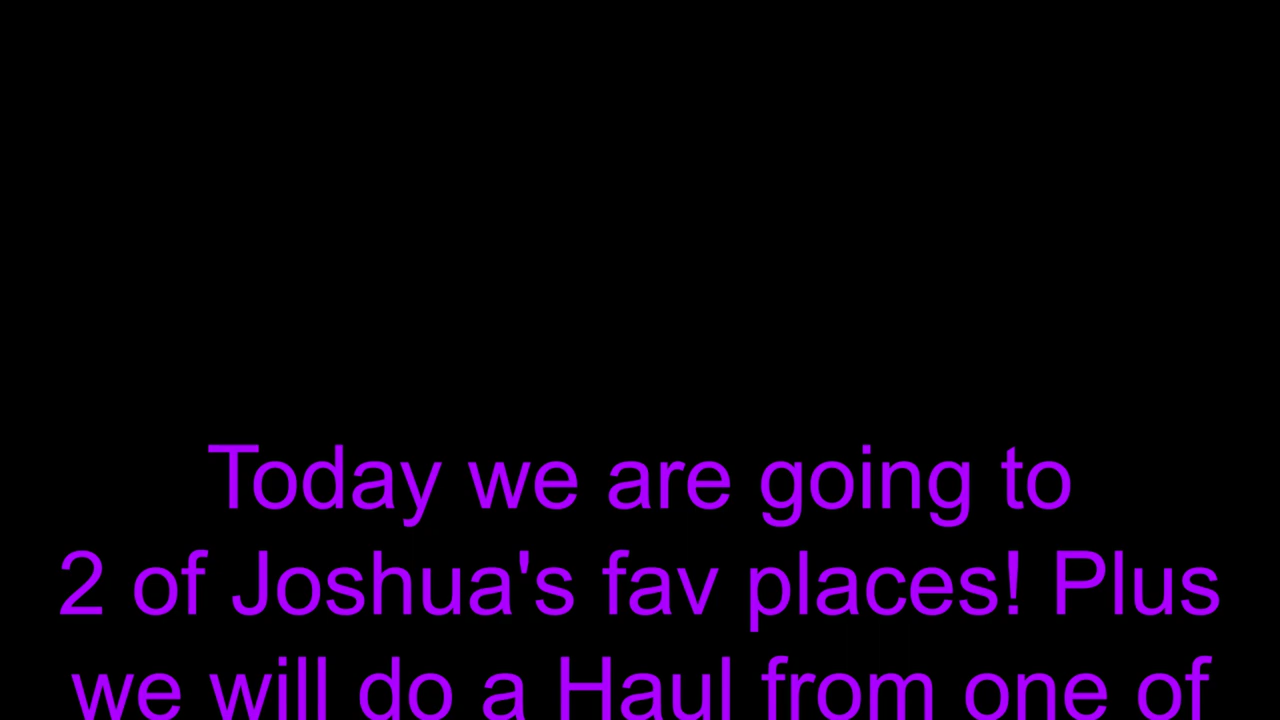 Today we are going to
2 of Joshua's fav places! Plus
we will do a Haul from one of